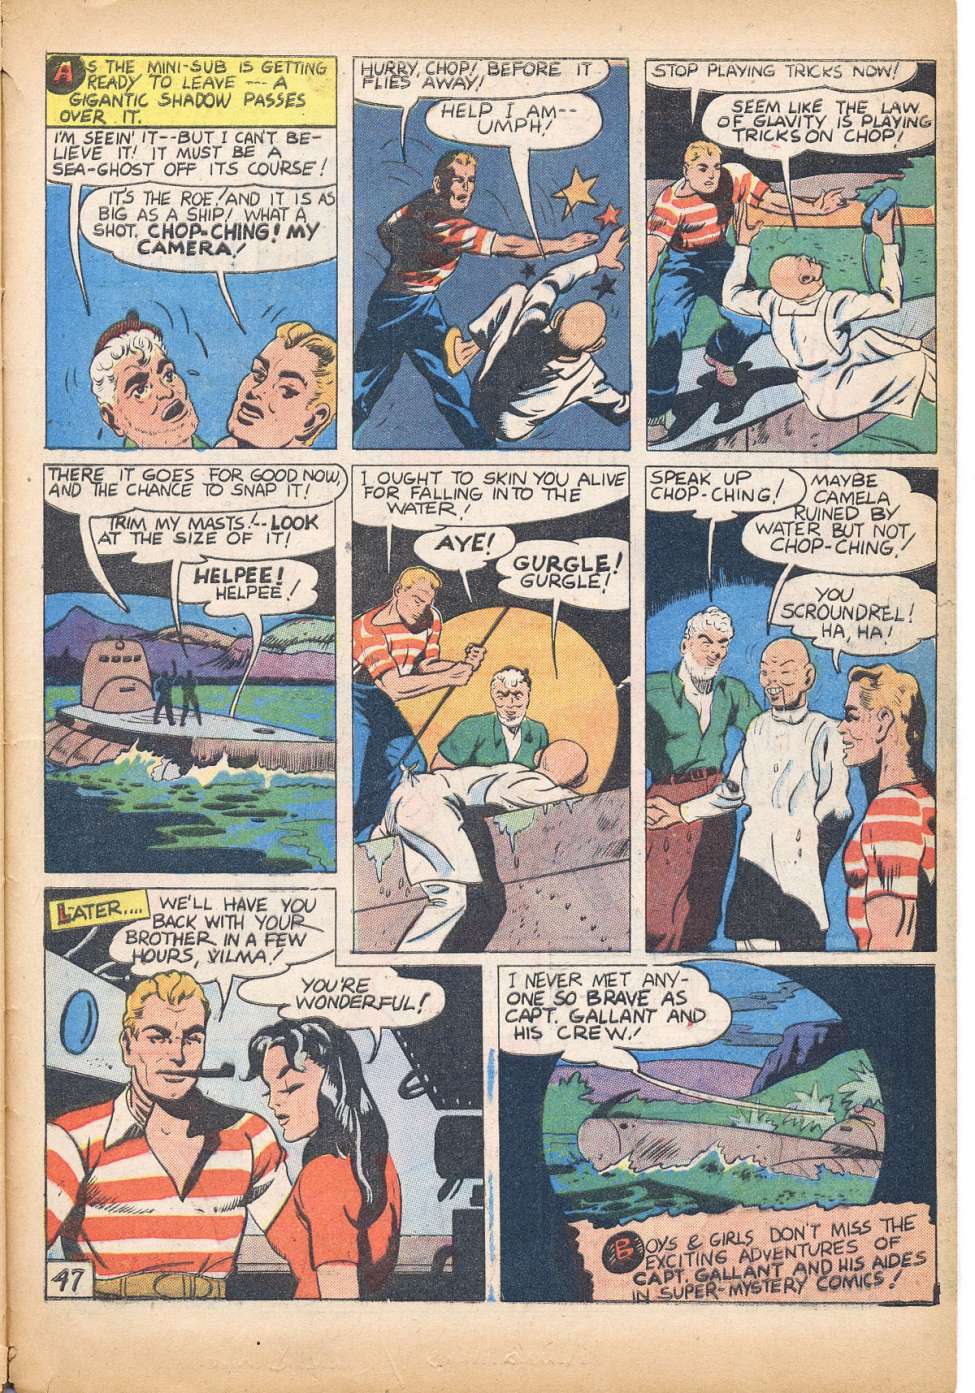 AS THE MINI-SUB IS GETTING
READY TO LEAVE --- A
GIGANTIC SHADOW PASSES
OVER IT.
I'M SEEIN' IT--BUT I CAN'T BE-
LIEVE IT! IT MUST BE A
SEA-GHOST OFF ITS COURSE!
IT'S THE ROE! AND IT IS AS
BIG AS A SHIP! WHAT A
SHOT. CHOP-CHING! MY
CAMERA!
HURRY, CHOP! BEFORE IT
FLIES AWAY!
HELP I AM--
UMPH!
STOP PLAYING TRICKS NOW!
SEEM LIKE THE LAW
OF GLAVITY IS PLAYING
TRICKS ON CHOP!
THERE IT GOES FOR GOOD NOW,
AND THE CHANCE TO SNAP IT!
TRIM MY MASTS!-- LOOK
AT THE SIZE OF IT!
HELPEE!
HELPEE!
I OUGHT TO SKIN YOU ALIVE
FOR FALLING INTO THE
WATER!
AYE!
GURGLE!
GURGLE!
SPEAK UP
CHOP-CHING!
MAYBE
CAMELA
RUINED BY
WATER BUT NOT
CHOP-CHING!
YOU
SCROUNDREL!
HA, HA!
LATER....
WE'LL HAVE YOU
BACK WITH YOUR
BROTHER IN A FEW
HOURS, VILMA!
YOU'RE
WONDERFUL!
I NEVER MET ANY-
ONE SO BRAVE AS
CAPT. GALLANT AND
HIS CREW!
BOYS & GIRLS DON'T MISS THE
EXCITING ADVENTURES OF
CAPT. GALLANT AND HIS AIDES
IN SUPER-MYSTERY COMICS!
47